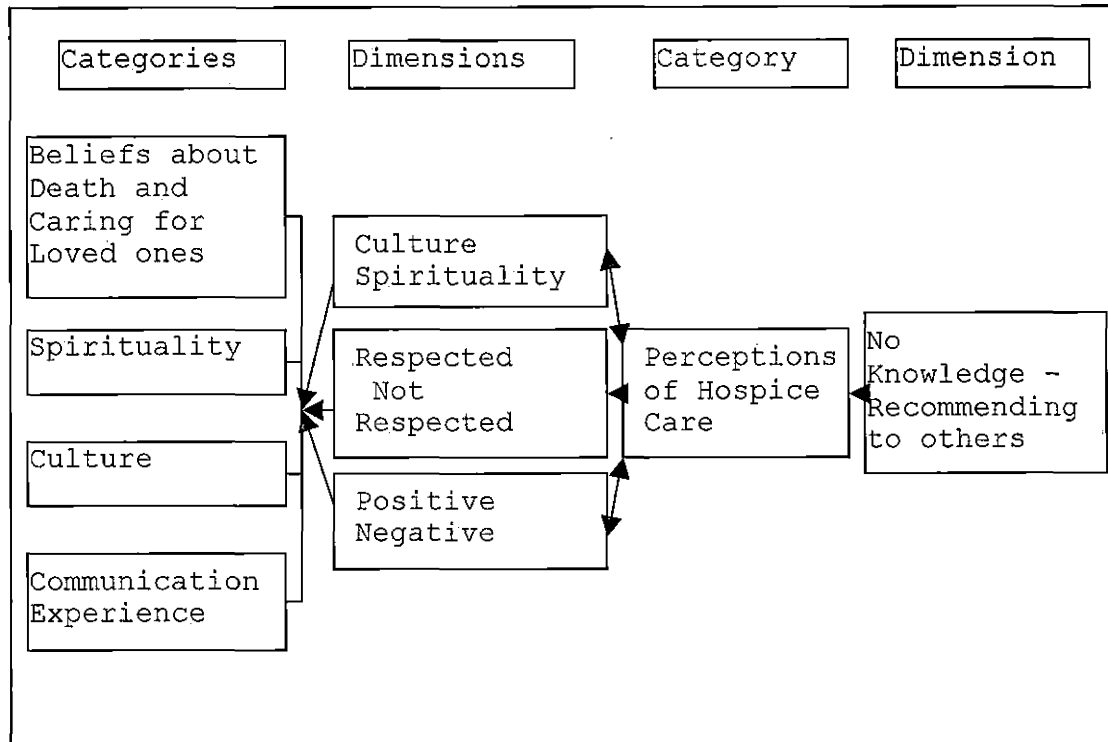 Categories
Dimensions
Category
Dimension
Beliefs about
Death and
Caring for
Loved ones
Spirituality
Culture
Communication
Experience
Culture
Spirituality
Respected
Not
Respected
Positive
Negative
Perceptions
of Hospice
Care
No
Knowledge –
Recommending
to others